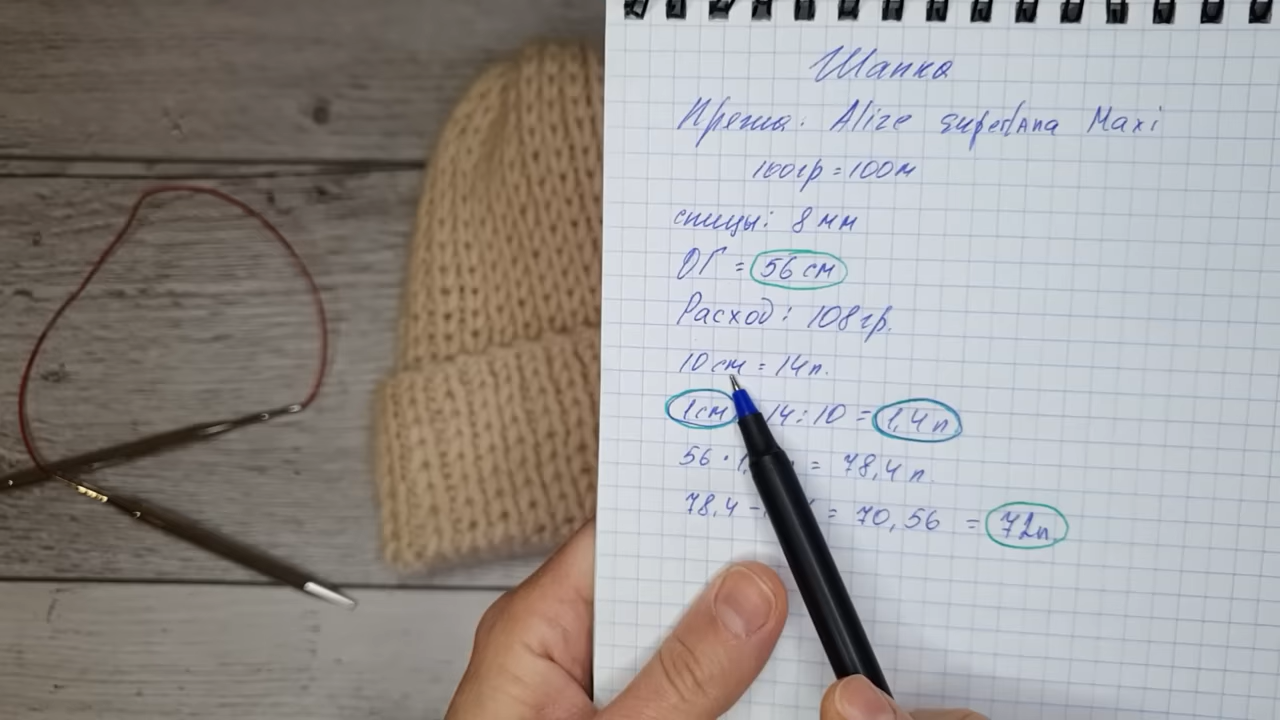 Шапка
Пряжа: Alize Superlana Maxi
100гр = 100м
спицы: 8 мм
ОГ = 56 см
Расход: 108гр.
10 см = 14п.
1см 14:10 = 1,4 п
56 · = 78,4 п.
78,4 - = 70,56 = 72п